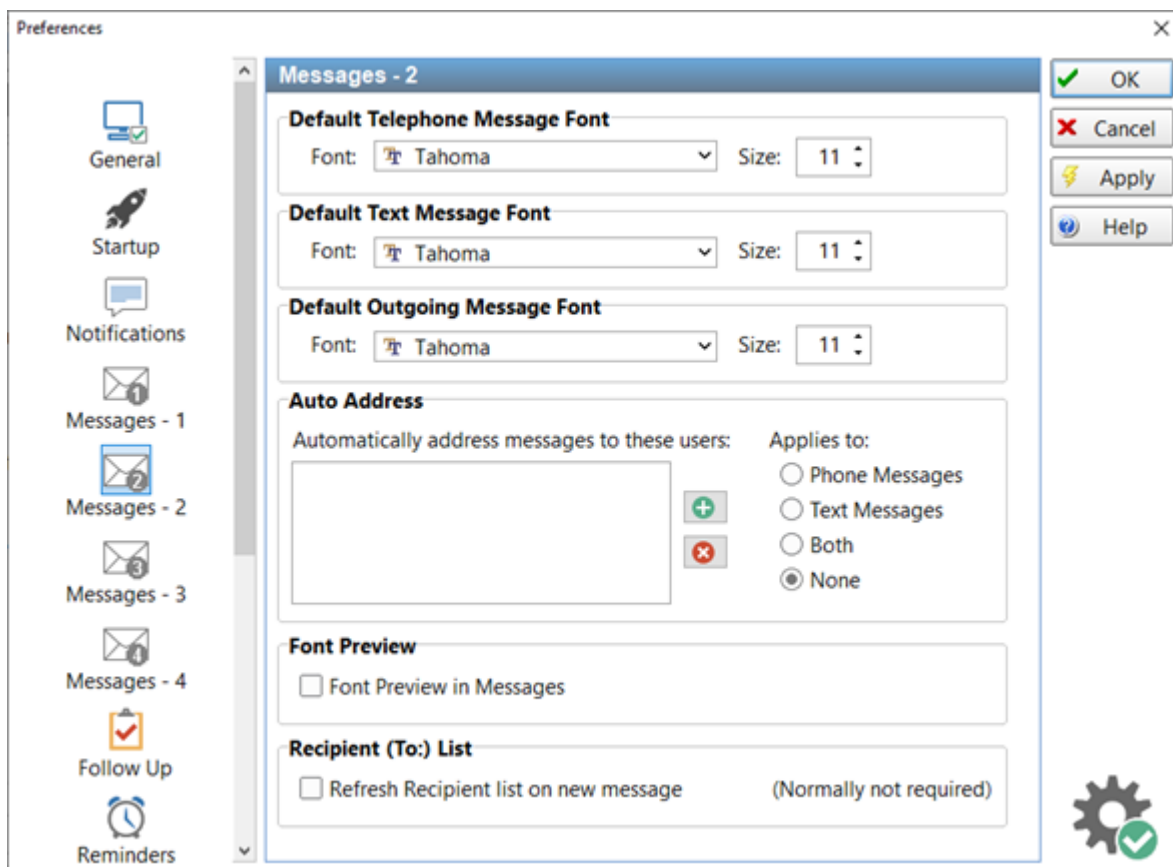 Preferences
General
Startup
Notifications
1
Messages - 1
2
Messages - 2
3
Messages - 3
4
Messages - 4
Follow Up
Reminders
Messages - 2
Default Telephone Message Font
Font: Tahoma Size: 11
Default Text Message Font
Font: Tahoma Size: 11
Default Outgoing Message Font
Font: Tahoma Size: 11
Auto Address
Automatically address messages to these users: Applies to:
Phone Messages
Text Messages
Both
None
Font Preview
Font Preview in Messages
Recipient (To:) List
Refresh Recipient list on new message (Normally not required)
OK
Cancel
Apply
Help